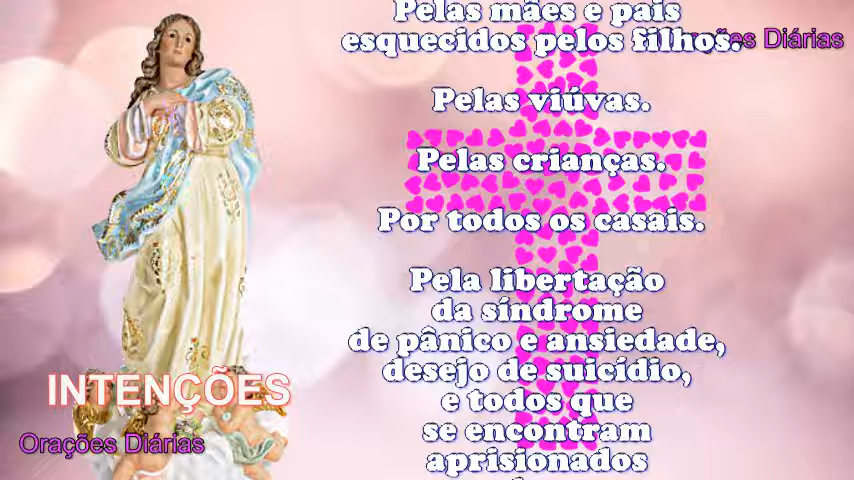 Pelas mães e pais
esquecidos pelos filhos.
Diárias
Pelas viúvas.
Pelas crianças.
Por todos os casais.
Pela libertação
da síndrome
de pânico e ansiedade,
desejo de suicídio,
e todos que
se encontram
aprisionados
INTENÇÕES
Orações Diárias